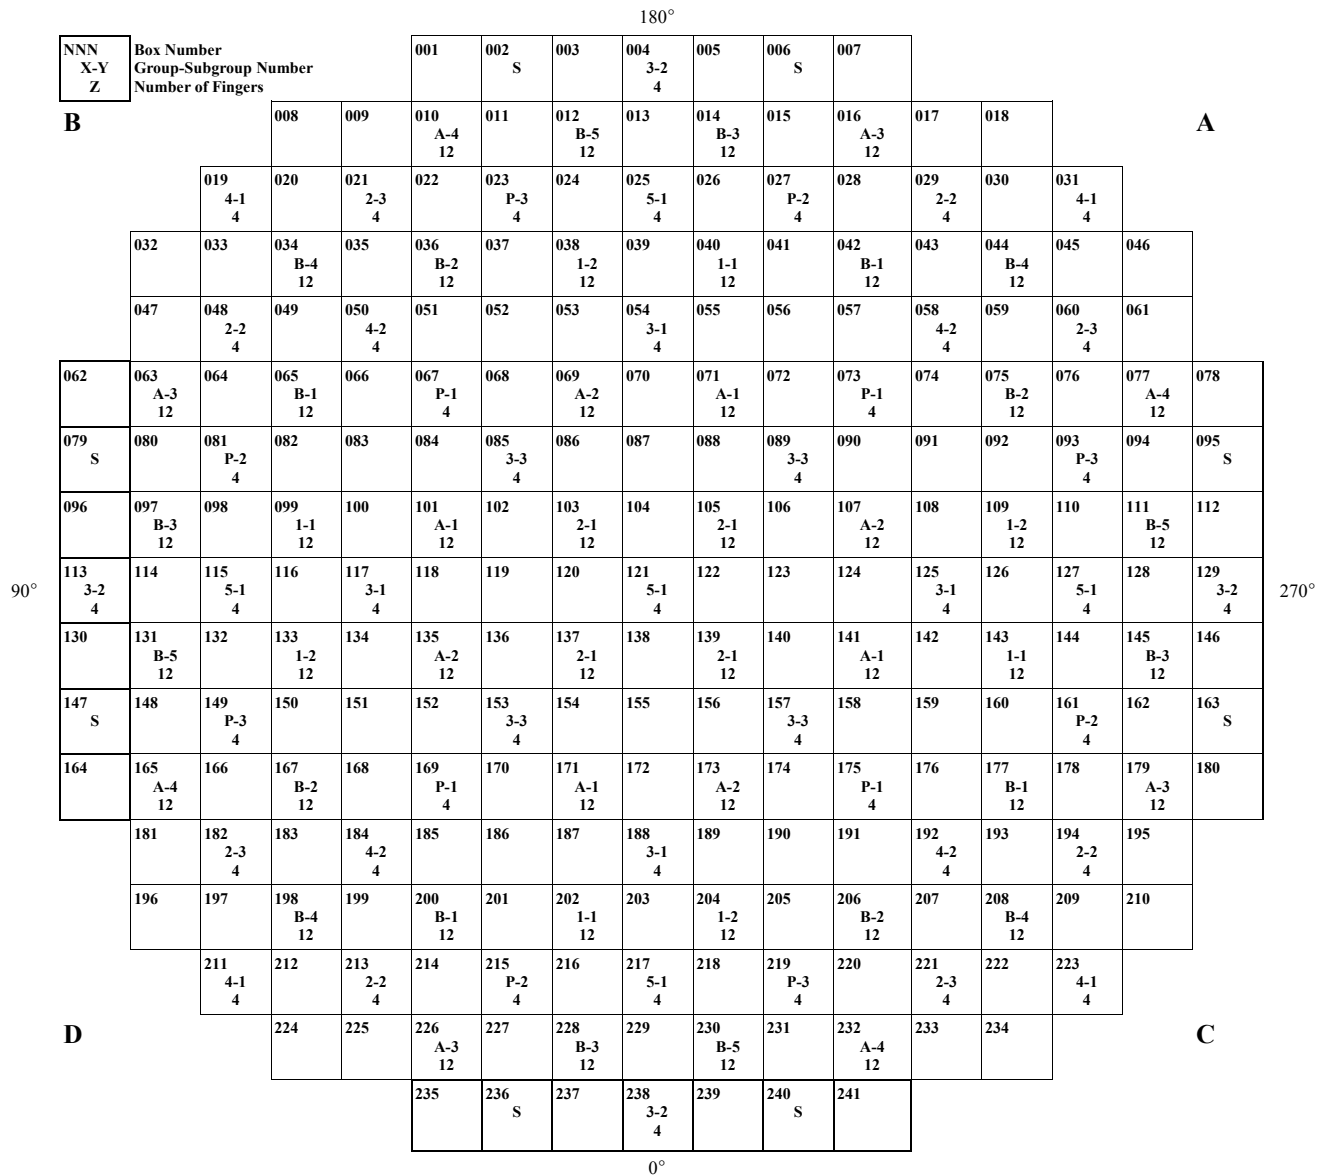 180°
NNN Box Number 001 002 003 004 005 006 007
X-Y Group-Subgroup Number S 3-2 S
Z Number of Fingers 4
B 008 009 010 011 012 013 014 015 016 017 018 A
A-4 B-5 B-3 A-3
12 12 12 12
019 020 021 022 023 024 025 026 027 028 029 030 031
4-1 2-3 P-3 5-1 P-2 2-2 4-1
4 4 4 4 4 4 4
032 033 034 035 036 037 038 039 040 041 042 043 044 045 046
B-4 B-2 1-2 1-1 B-1 B-4
12 12 12 12 12 12
047 048 049 050 051 052 053 054 055 056 057 058 059 060 061
2-2 4-2 3-1 4-2 2-3
4 4 4 4 4
062 063 064 065 066 067 068 069 070 071 072 073 074 075 076 077 078
A-3 B-1 P-1 A-2 A-1 P-1 B-2 A-4
12 12 4 12 12 4 12 12
079 080 081 082 083 084 085 086 087 088 089 090 091 092 093 094 095
S P-2 3-3 3-3 P-3 S
4 4 4 4
096 097 098 099 100 101 102 103 104 105 106 107 108 109 110 111 112
B-3 1-1 A-1 2-1 2-1 A-2 1-2 B-5
12 12 12 12 12 12 12 12
113 114 115 116 117 118 119 120 121 122 123 124 125 126 127 128 129
90° 3-2 5-1 3-1 5-1 3-1 5-1 3-2 270°
4 4 4 4 4 4 4
130 131 132 133 134 135 136 137 138 139 140 141 142 143 144 145 146
B-5 1-2 A-2 2-1 2-1 A-1 1-1 B-3
12 12 12 12 12 12 12 12
147 148 149 150 151 152 153 154 155 156 157 158 159 160 161 162 163
S P-3 3-3 3-3 P-2 S
4 4 4 4
164 165 166 167 168 169 170 171 172 173 174 175 176 177 178 179 180
A-4 B-2 P-1 A-1 A-2 P-1 B-1 A-3
12 12 4 12 12 4 12 12
181 182 183 184 185 186 187 188 189 190 191 192 193 194 195
2-3 4-2 3-1 4-2 2-2
4 4 4 4 4
196 197 198 199 200 201 202 203 204 205 206 207 208 209 210
B-4 B-1 1-1 1-2 B-2 B-4
12 12 12 12 12 12
211 212 213 214 215 216 217 218 219 220 221 222 223
4-1 2-2 P-2 5-1 P-3 2-3 4-1
4 4 4 4 4 4 4
D 224 225 226 227 228 229 230 231 232 233 234 C
A-3 B-3 B-5 A-4
12 12 12 12
235 236 237 238 239 240 241
S 3-2 S
4
0°